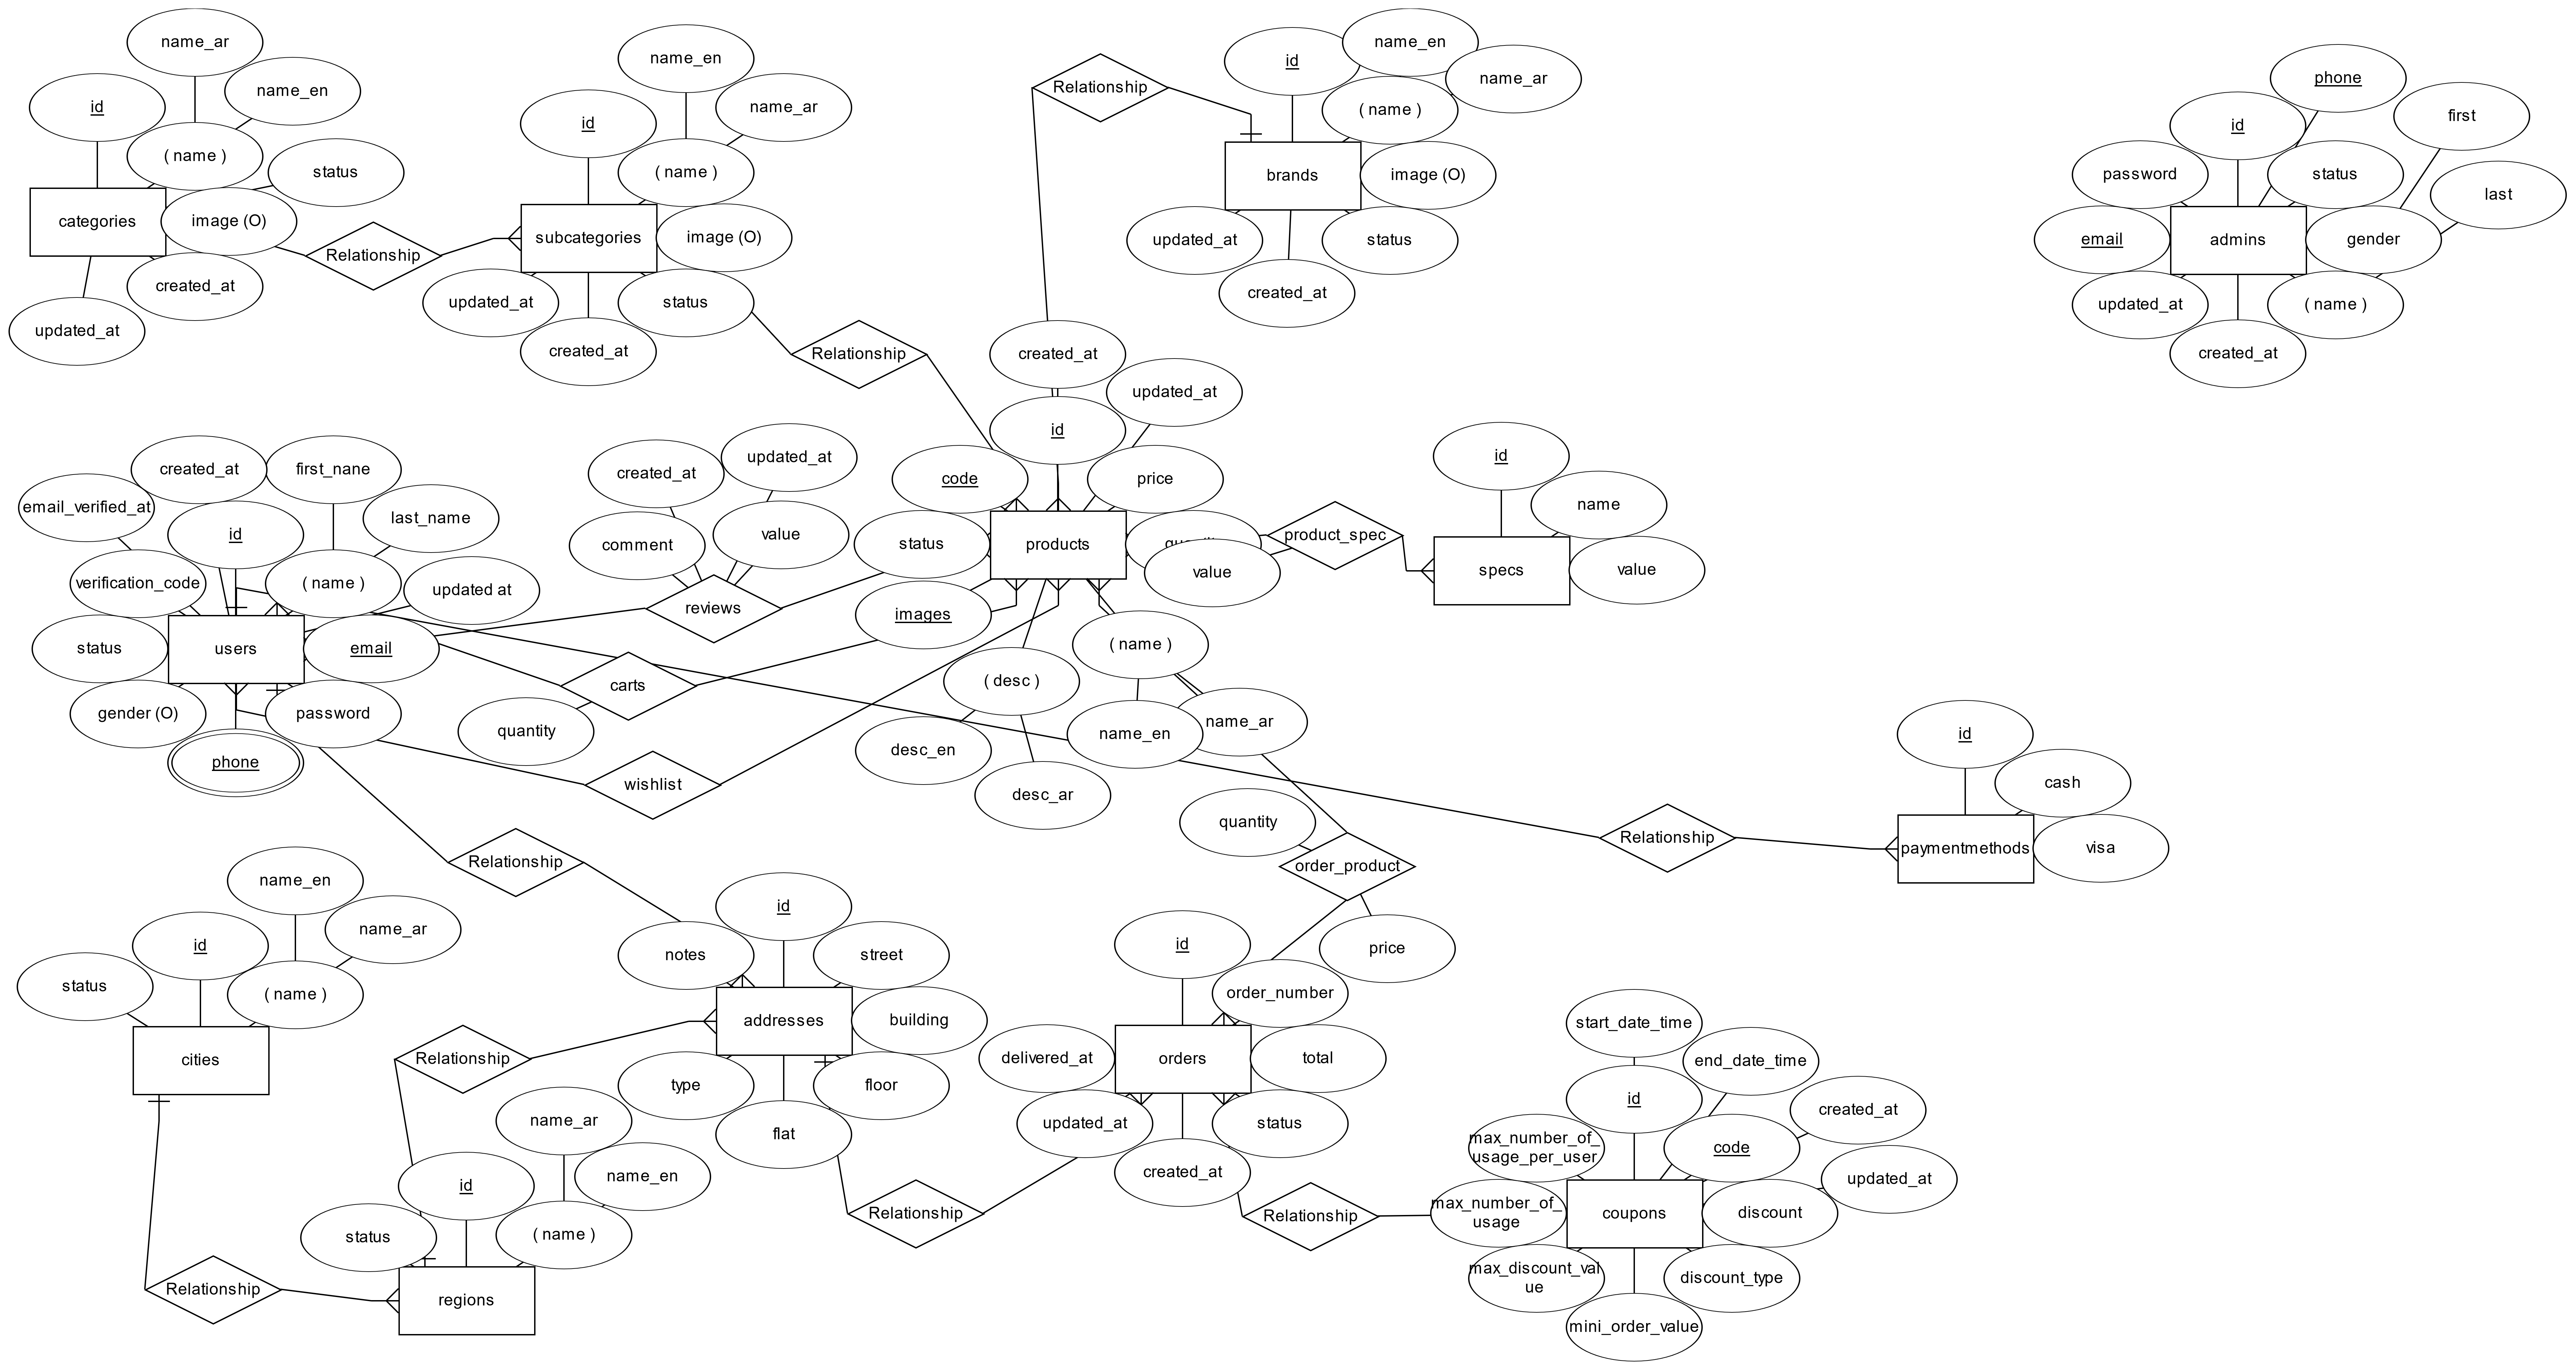 name_ar
id
name_en
( name )
status
categories
image (O)
created_at
updated_at
Relationship
name_en
id
name_ar
( name )
subcategories
image (O)
updated_at
status
created_at
Relationship
Relationship
id
name_en
name_ar
( name )
brands
image (O)
updated_at
status
created_at
phone
id
first
password
status
last
email
admins
gender
updated_at
( name )
created_at
created_at
updated_at
id
code
price
status
products
images
( name )
( desc )
name_en
name_ar
desc_en
desc_ar
product_spec
value
id
name
specs
value
created_at
first_nane
email_verified_at
last_name
id
verification_code
( name )
updated at
status
users
email
gender (O)
password
phone
created_at
updated_at
comment
value
reviews
carts
quantity
wishlist
Relationship
id
cash
paymentmethods
visa
Relationship
quantity
order_product
price
name_en
id
name_ar
status
( name )
cities
Relationship
id
notes
street
addresses
building
type
floor
flat
Relationship
name_ar
id
name_en
status
( name )
regions
Relationship
id
order_number
delivered_at
orders
total
updated_at
status
created_at
Relationship
start_date_time
end_date_time
id
created_at
max_number_of_
usage_per_user
code
updated_at
max_number_of_
usage
coupons
discount
max_discount_val
ue
discount_type
mini_order_value